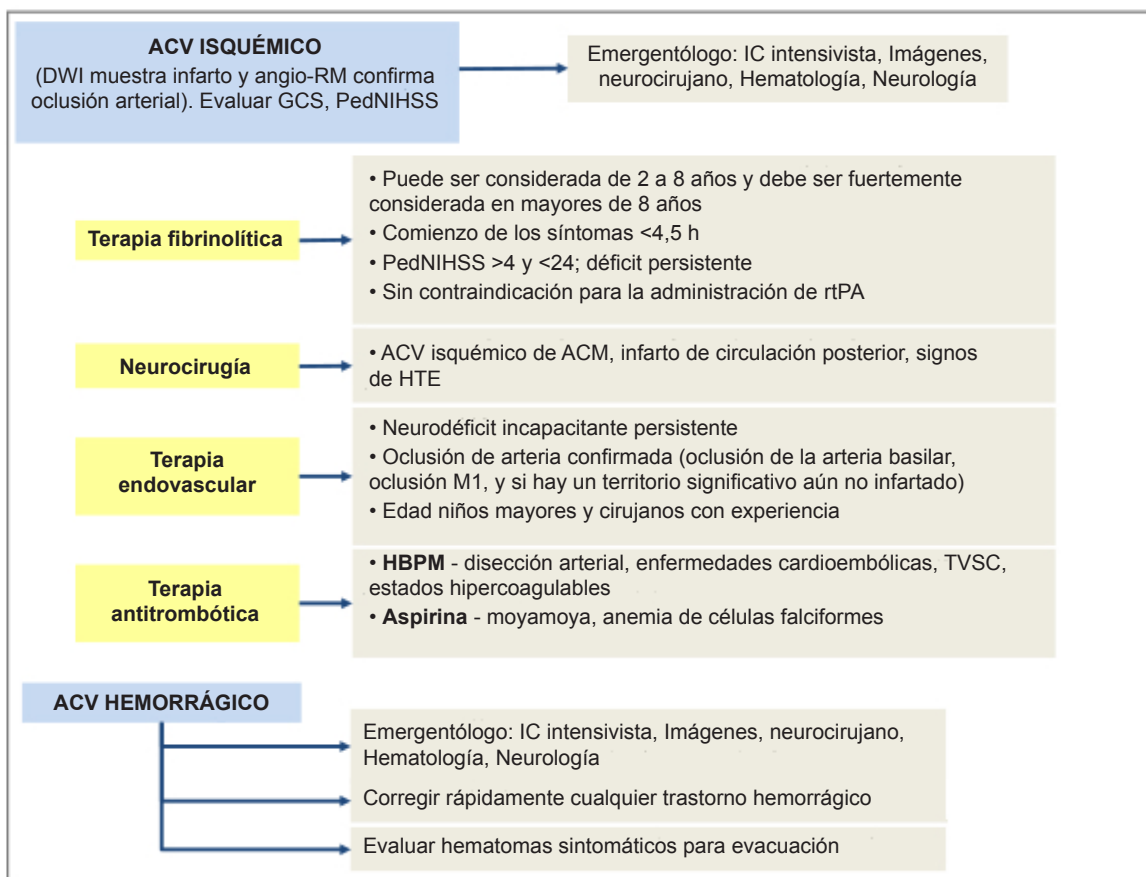 ACV ISQUÉMICO
(DWI muestra infarto y angio-RM confirma
oclusión arterial). Evaluar GCS, PedNIHSS
Emergentólogo: IC intensivista, Imágenes,
neurocirujano, Hematología, Neurología
Terapia fibrinolítica
• Puede ser considerada de 2 a 8 años y debe ser fuertemente
considerada en mayores de 8 años
• Comienzo de los síntomas <4,5 h
• PedNIHSS >4 y <24; déficit persistente
• Sin contraindicación para la administración de rtPA
Neurocirugía
• ACV isquémico de ACM, infarto de circulación posterior, signos
de HTE
Terapia
endovascular
• Neurodéficit incapacitante persistente
• Oclusión de arteria confirmada (oclusión de la arteria basilar,
oclusión M1, y si hay un territorio significativo aún no infartado)
• Edad niños mayores y cirujanos con experiencia
Terapia
antitrombótica
• HBPM - disección arterial, enfermedades cardioembólicas, TVSC,
estados hipercoagulables
• Aspirina - moyamoya, anemia de células falciformes
ACV HEMORRÁGICO
Emergentólogo: IC intensivista, Imágenes, neurocirujano,
Hematología, Neurología
Corregir rápidamente cualquier trastorno hemorrágico
Evaluar hematomas sintomáticos para evacuación